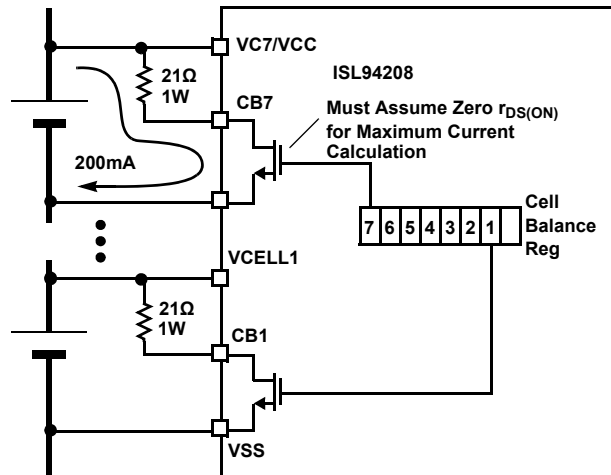 VC7/VCC
21Ω
1W
ISL94208
CB7
Must Assume Zero rDS(ON)
for Maximum Current
Calculation
200mA
7 6 5 4 3 2 1
Cell
Balance
Reg
VCELL1
21Ω
1W
CB1
VSS